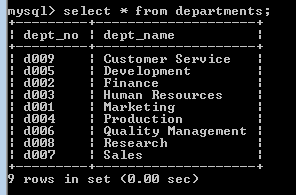 mysql> select * from departments;
+---------+--------------------+
| dept_no | dept_name          |
+---------+--------------------+
| d009    | Customer Service   |
| d005    | Development        |
| d002    | Finance            |
| d003    | Human Resources    |
| d001    | Marketing          |
| d004    | Production         |
| d006    | Quality Management |
| d008    | Research           |
| d007    | Sales              |
+---------+--------------------+
9 rows in set (0.00 sec)